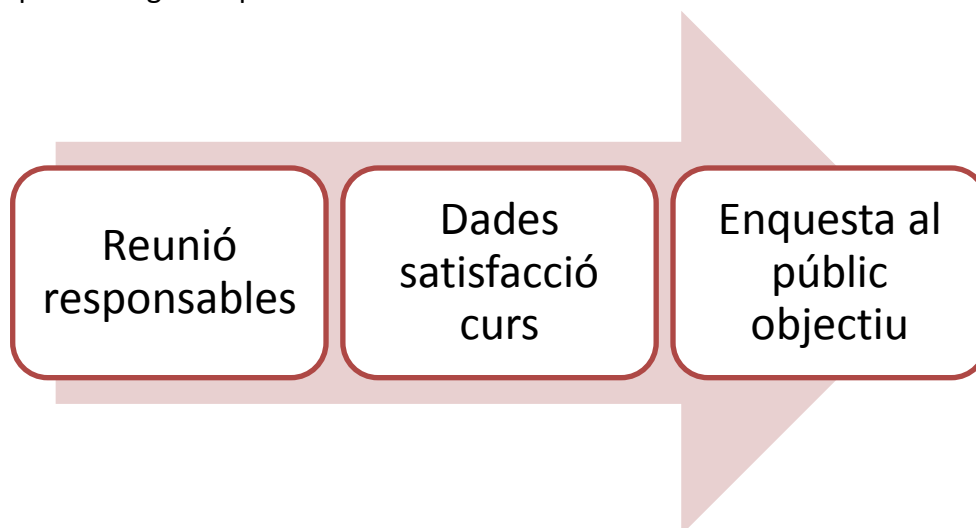 Reunió
responsables
Dades
satisfacció
curs
Enquesta al
públic
objectiu